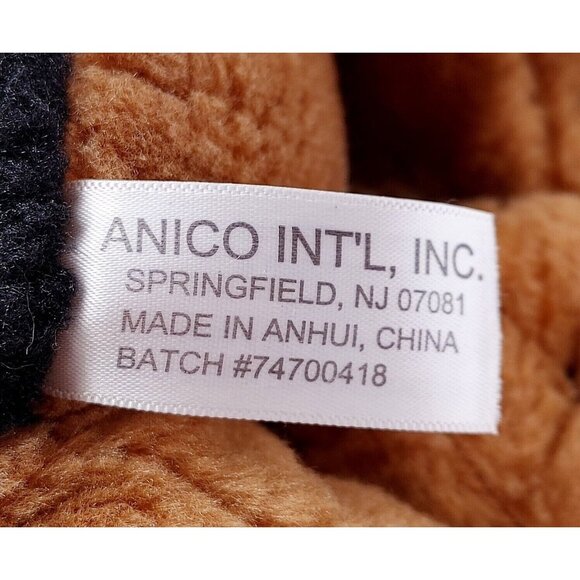 ANICO INT'L, INC.
SPRINGFIELD, NJ 07081
MADE IN ANHUI, CHINA
BATCH #74700418